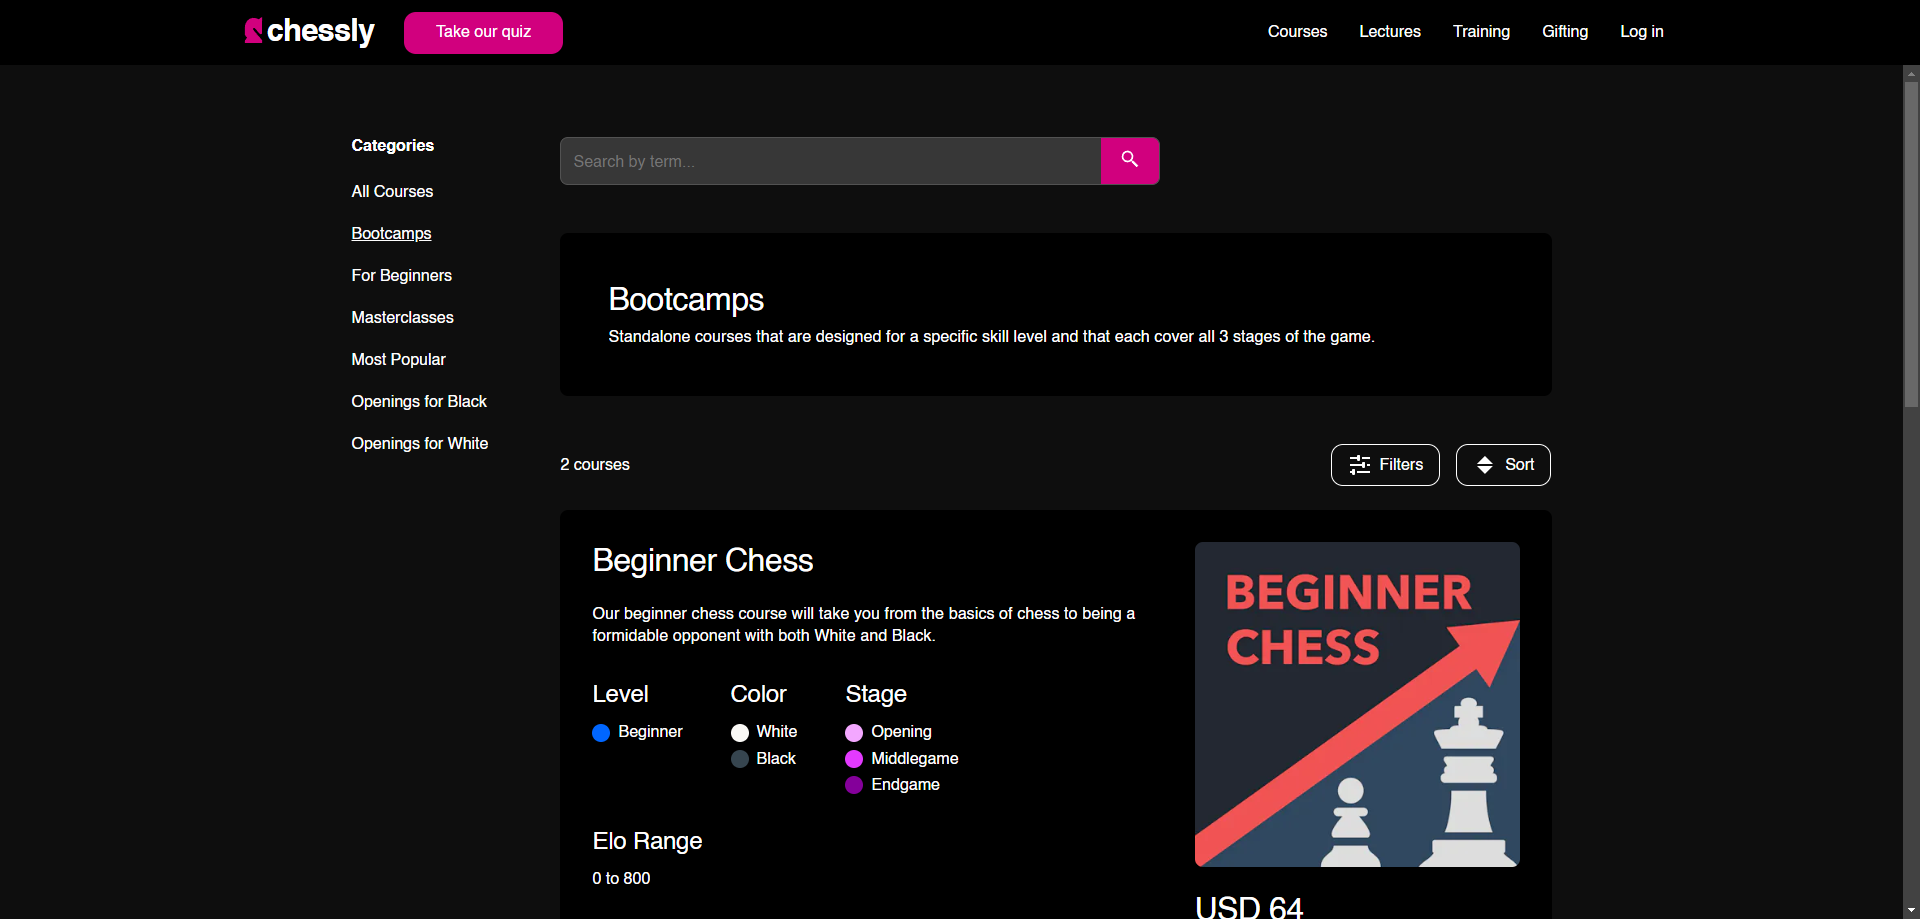 chessly
Take our quiz
Courses
Lectures
Training
Gifting
Log in
Categories
All Courses
Bootcamps
For Beginners
Masterclasses
Most Popular
Openings for Black
Openings for White
Search by term...
Bootcamps
Standalone courses that are designed for a specific skill level and that each cover all 3 stages of the game.
2 courses
Filters
Sort
Beginner Chess
Our beginner chess course will take you from the basics of chess to being a
formidable opponent with both White and Black.
Level
Beginner
Color
White
Black
Stage
Opening
Middlegame
Endgame
Elo Range
0 to 800
BEGINNER
CHESS
USD 64